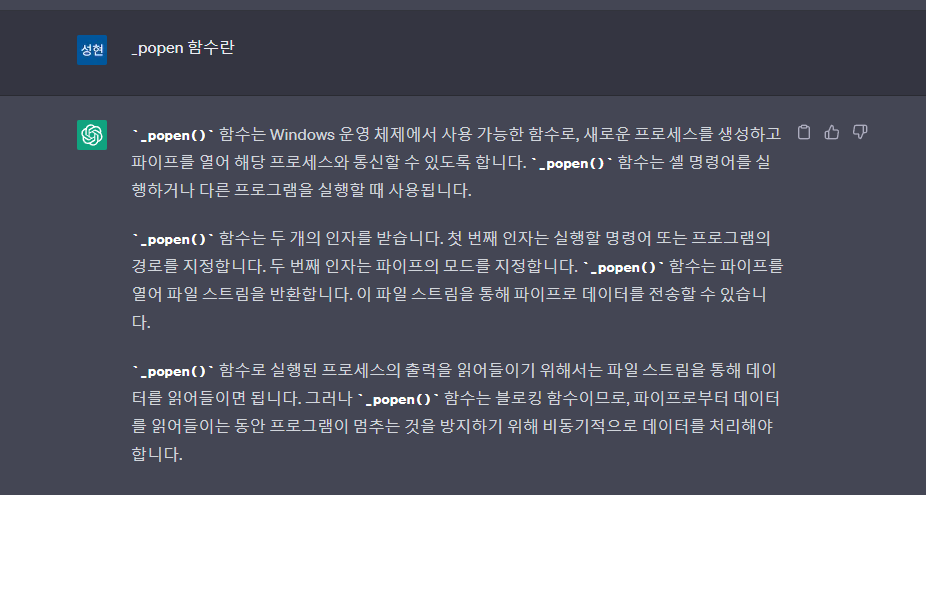 성현
_popen 함수란
`_popen()` 함수는 Windows 운영 체제에서 사용 가능한 함수로, 새로운 프로세스를 생성하고
파이프를 열어 해당 프로세스와 통신할 수 있도록 합니다. `_popen()` 함수는 셸 명령어를 실
행하거나 다른 프로그램을 실행할 때 사용됩니다.
`_popen()` 함수는 두 개의 인자를 받습니다. 첫 번째 인자는 실행할 명령어 또는 프로그램의
경로를 지정합니다. 두 번째 인자는 파이프의 모드를 지정합니다. `_popen()` 함수는 파이프를
열어 파일 스트림을 반환합니다. 이 파일 스트림을 통해 파이프로 데이터를 전송할 수 있습니
다.
`_popen()` 함수로 실행된 프로세스의 출력을 읽어들이기 위해서는 파일 스트림을 통해 데이
터를 읽어들이면 됩니다. 그러나 `_popen()` 함수는 블로킹 함수이므로, 파이프로부터 데이터
를 읽어들이는 동안 프로그램이 멈추는 것을 방지하기 위해 비동기적으로 데이터를 처리해야
합니다.